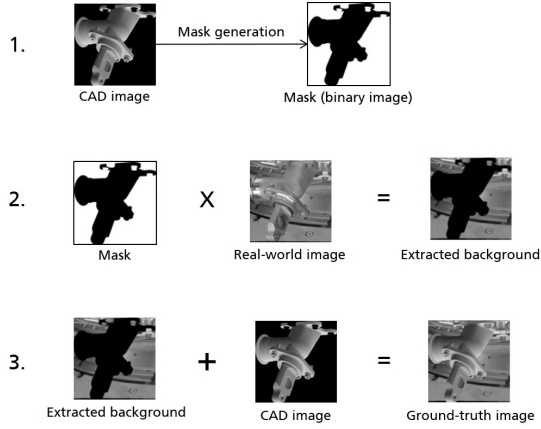 1.
Mask generation
CAD image
Mask (binary image)
2.
X
=
Mask
Real-world image
Extracted background
3.
+
=
Extracted background
CAD image
Ground-truth image